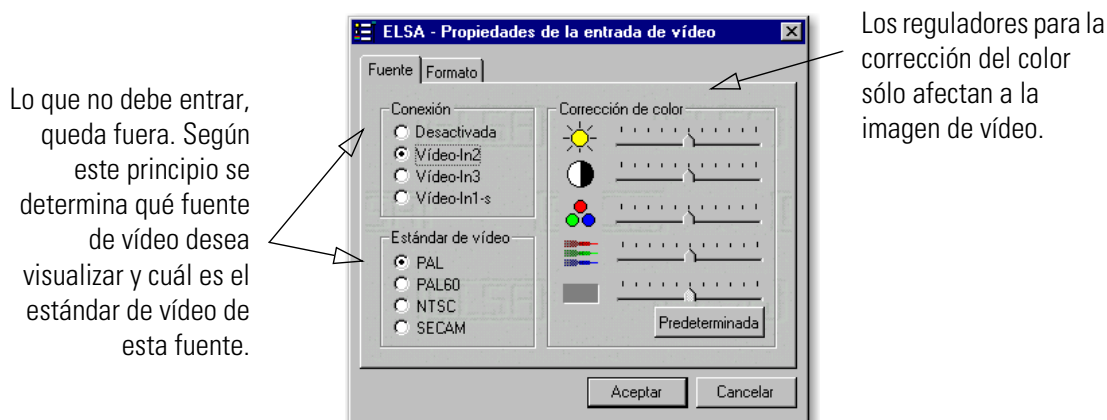 Lo que no debe entrar,
queda fuera. Según
este principio se
determina qué fuente
de vídeo desea
visualizar y cuál es el
estándar de vídeo de
esta fuente.
ELSA - Propiedades de la entrada de vídeo
Fuente
Formato
Conexión
Desactivada
Vídeo-In2
Vídeo-In3
Vídeo-In1-s
Estándar de vídeo
PAL
PAL60
NTSC
SECAM
Corrección de color
Predeterminada
Aceptar
Cancelar
Los reguladores para la
corrección del color
sólo afectan a la
imagen de vídeo.